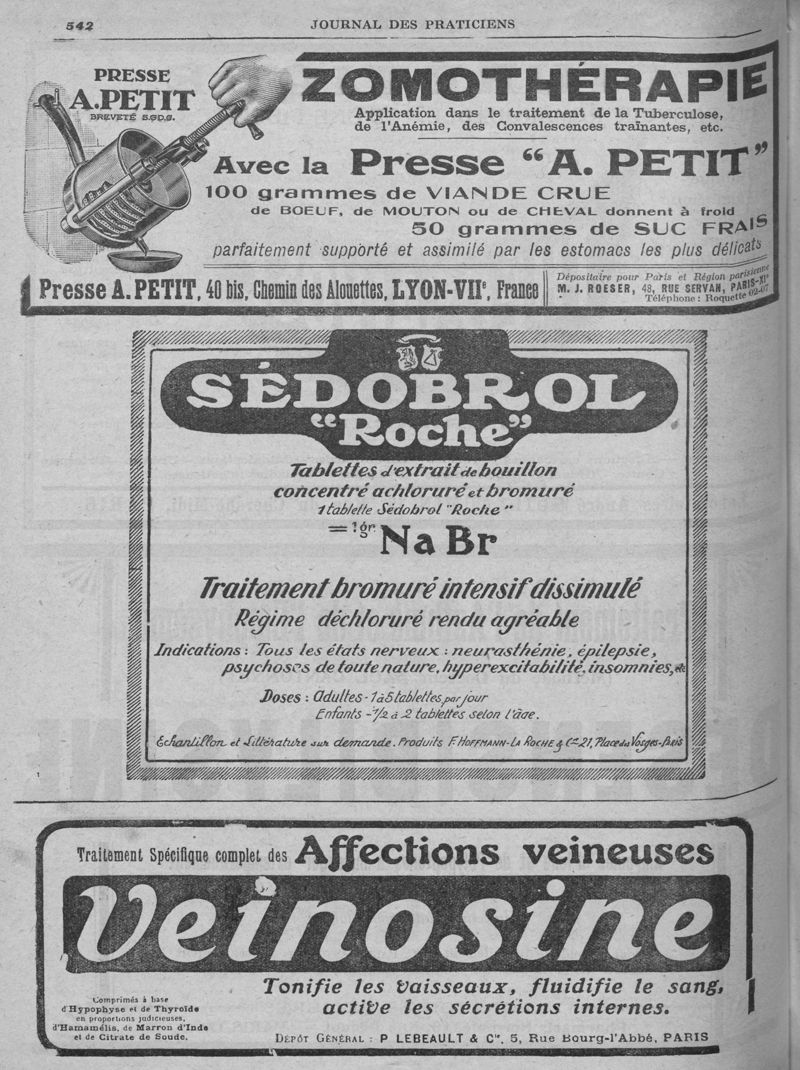 542
JOURNAL DES PRATICIENS
PRESSE
A. PETIT
BREVETÉ S.G.D.G.
ZOMOTHÉRAPIE
Application dans le traitement de la Tuberculose,
de l'Anémie, des Convalescences traînantes, etc.
Avec la Presse "A. PETIT"
100 grammes de VIANDE CRUE
de BOEUF, de MOUTON ou de CHEVAL donnent à froid
50 grammes de SUC FRAIS
parfaitement supporté et assimilé par les estomacs les plus délicats
Presse A. PETIT, 40 bis, Chemin des Alouettes, LYON-VIIe, France
Dépositaire pour Paris et Région parisienne
M. J. ROESER, 48, RUE SERVAN, PARIS-XIe
Téléphone : Roquette 02-07
SÉDOBROL
"Roche"
Tablettes d'extrait de bouillon
concentré achloruré et bromuré
1 tablette Sédobrol "Roche"
= 1gr. Na Br
Traitement bromuré intensif dissimulé
Régime déchloruré rendu agréable
Indications : Tous les états nerveux : neurasthénie, épilepsie,
psychoses de toute nature, hyperexcitabilité, insomnies, etc
Doses : Adultes - 1 à 5 tablettes par jour
Enfants - 1/2 à 2 tablettes selon l'âge.
Echantillon et Littérature sur demande. Produits F. HOFFMANN-LA ROCHE & Cie 21, Place des Vosges-Paris
Traitement Spécifique complet des Affections veineuses
Veinosine
Comprimés à base
d'Hypophyse et de Thyroïde
en proportions judicieuses,
d'Hamamélis, de Marron d'Inde
et de Citrate de Soude.
Tonifie les vaisseaux, fluidifie le sang,
active les sécrétions internes.
DÉPÔT GÉNÉRAL : P LEBEAULT & Cie, 5, Rue Bourg-l'Abbé, PARIS